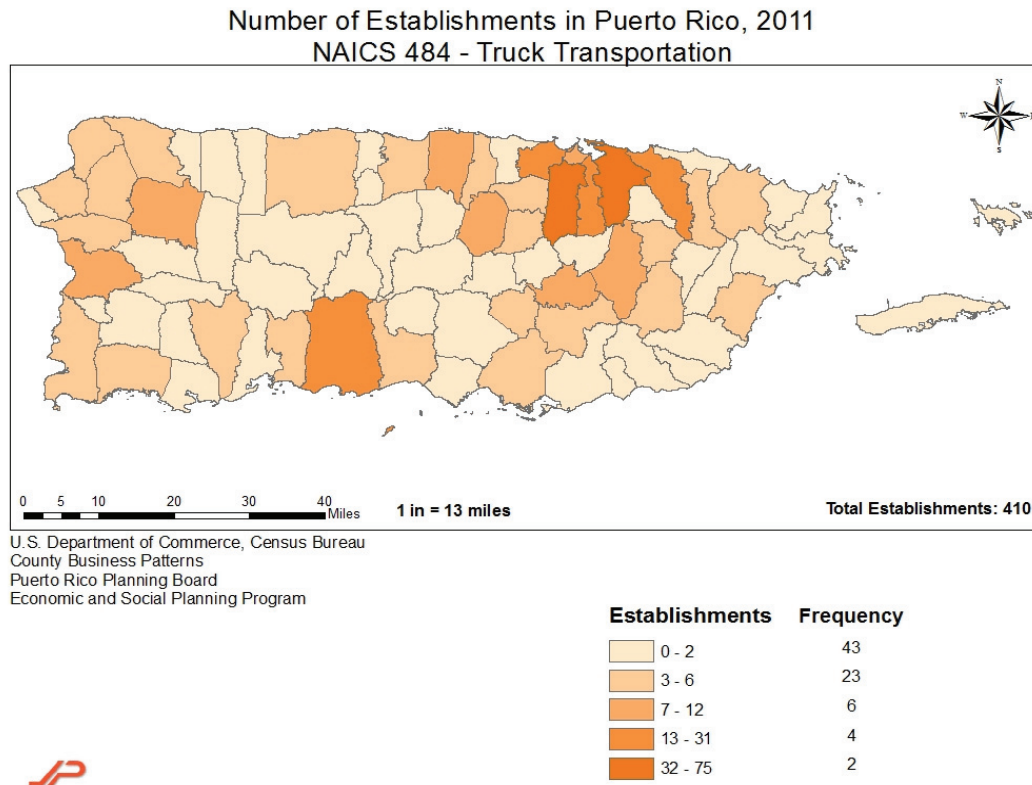 Number of Establishments in Puerto Rico, 2011
NAICS 484 - Truck Transportation
N
W
E
S
0 5 10 20 30 40
Miles
1 in = 13 miles
Total Establishments: 410
U.S. Department of Commerce, Census Bureau
County Business Patterns
Puerto Rico Planning Board
Economic and Social Planning Program
Establishments Frequency
0 - 2 43
3 - 6 23
7 - 12 6
13 - 31 4
32 - 75 2
JP